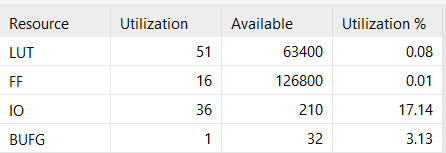 Resource Utilization Available Utilization %
LUT 51 63400 0.08
FF 16 126800 0.01
IO 36 210 17.14
BUFG 1 32 3.13